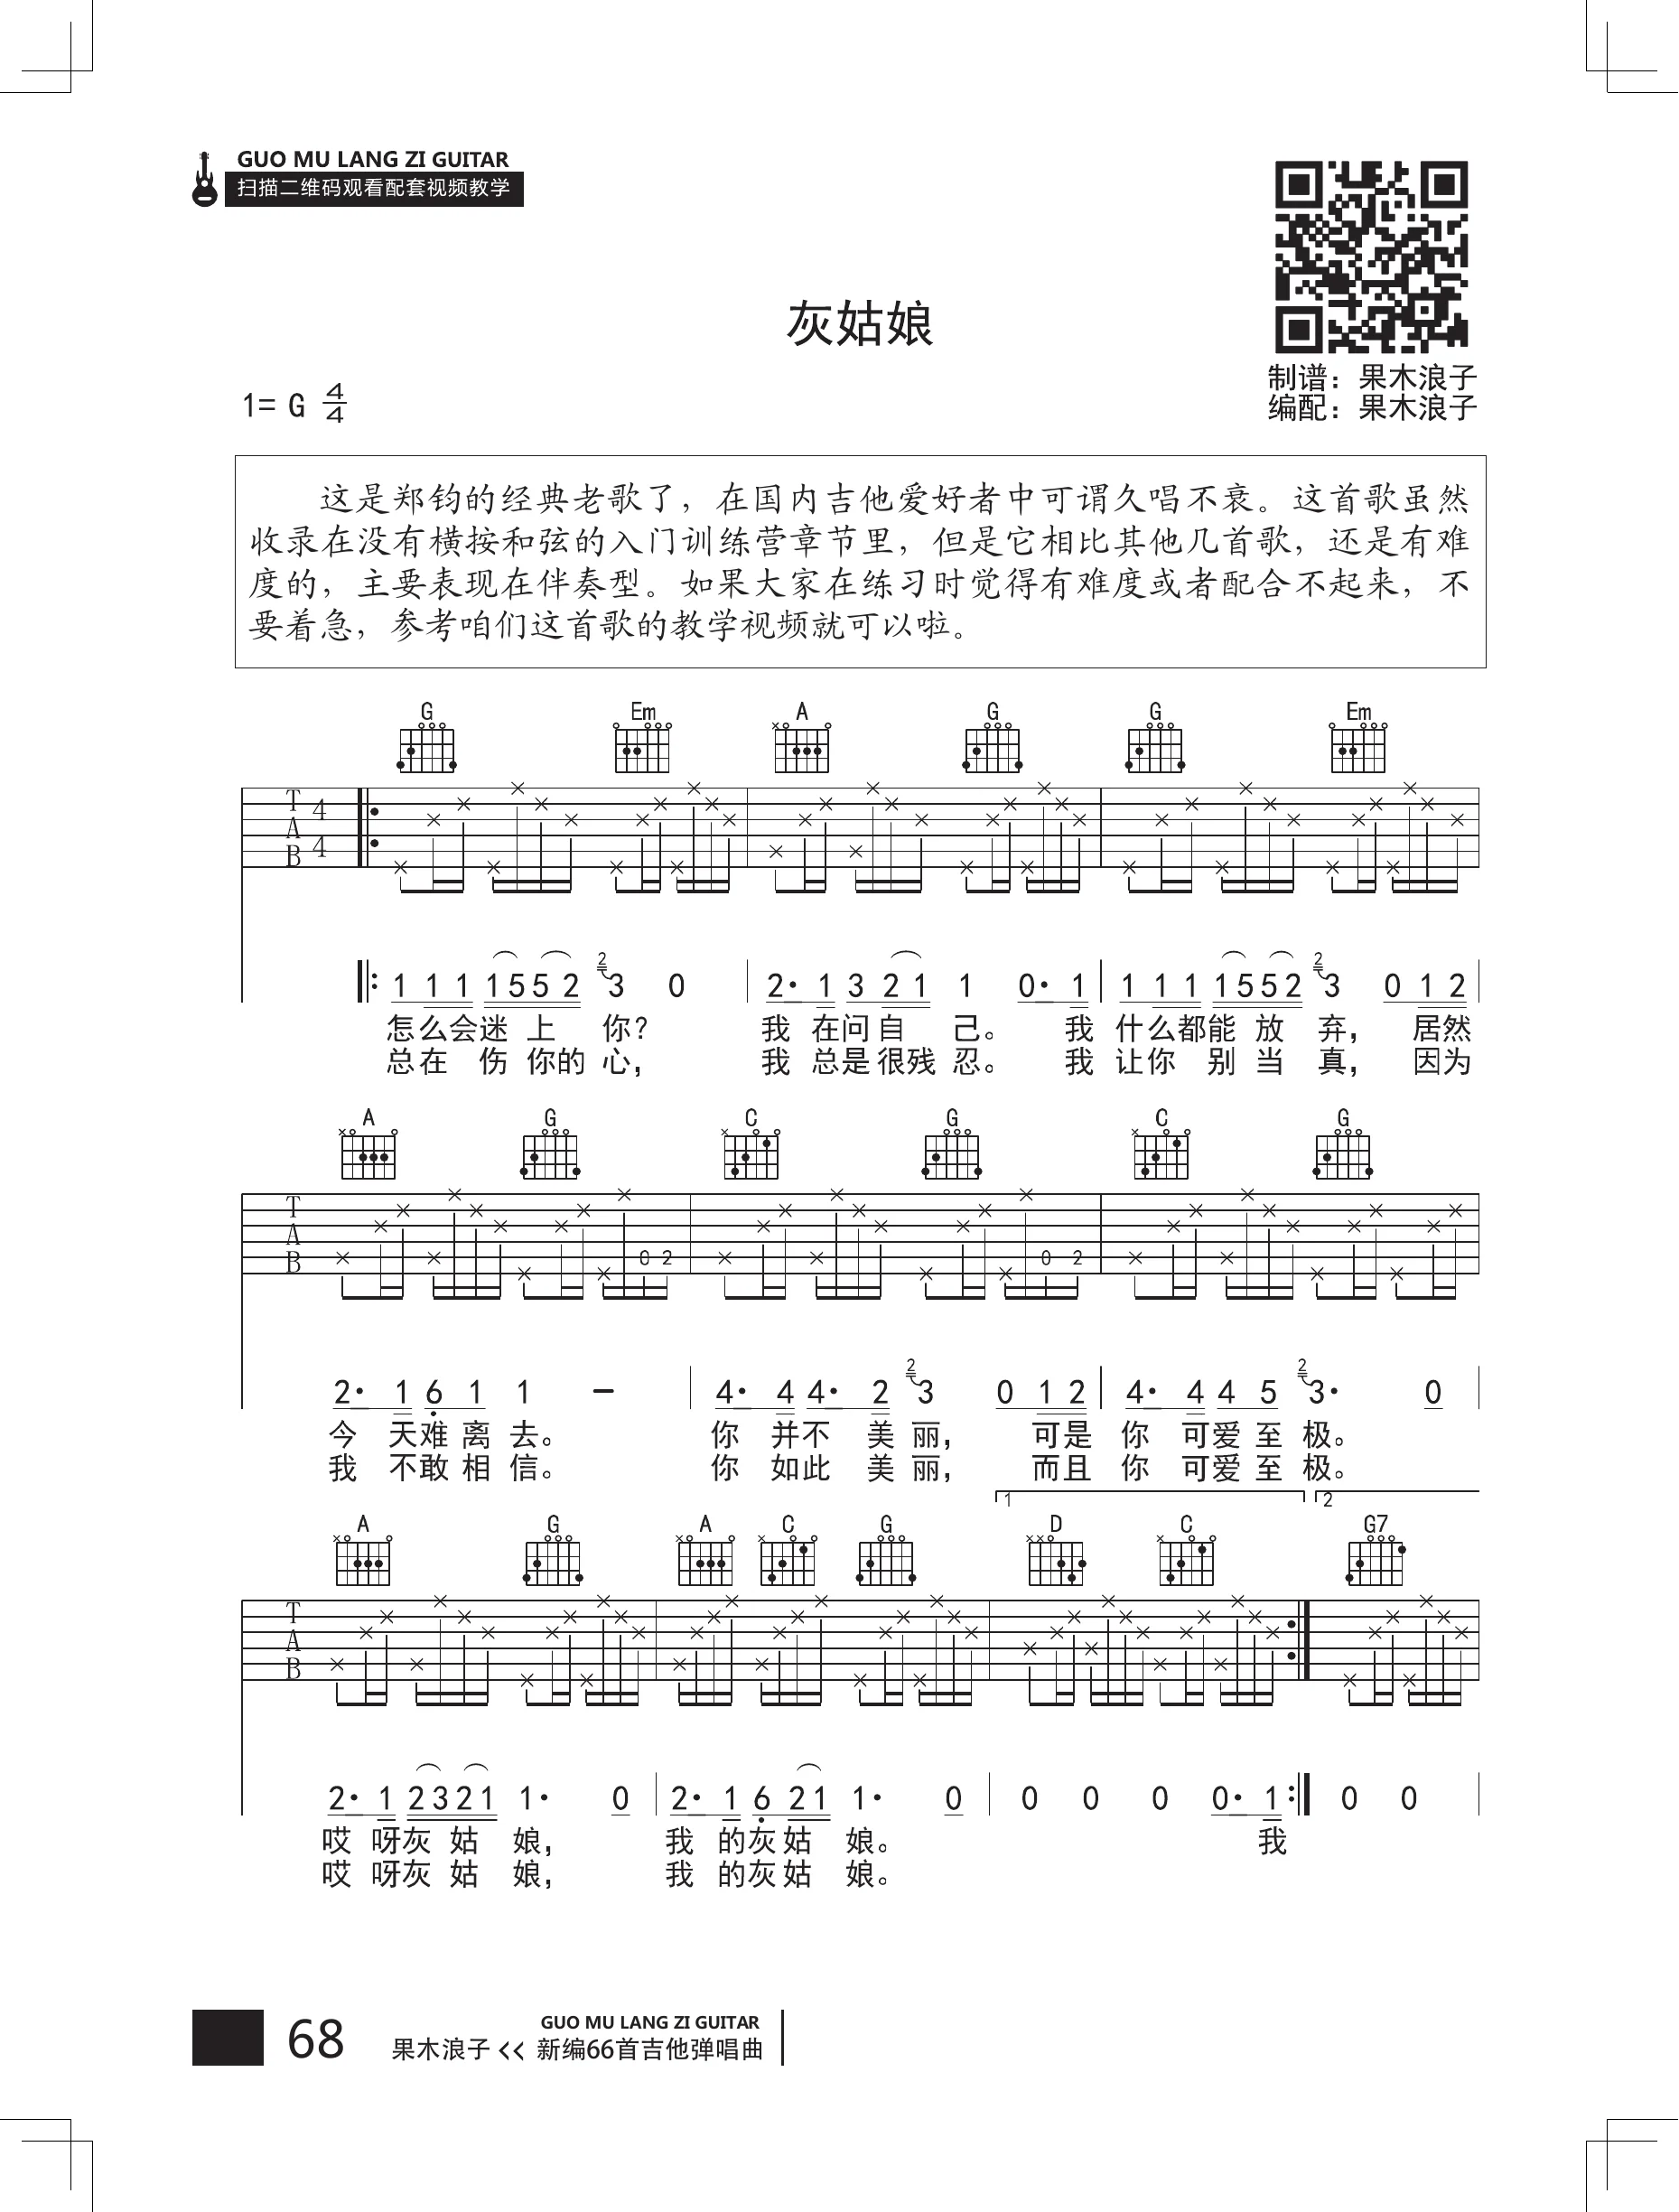 GUO MU LANG ZI GUITAR
扫描二维码观看配套视频教学
灰姑娘
1= G 4/4
制谱：果木浪子
编配：果木浪子
这是郑钧的经典老歌了，在国内吉他爱好者中可谓久唱不衰。这首歌虽然
收录在没有横按和弦的入门训练营章节里，但是它相比其他几首歌，还是有难
度的，主要表现在伴奏型。如果大家在练习时觉得有难度或者配合不起来，不
要着急，参考咱们这首歌的教学视频就可以啦。
G Em A G G Em
T A B 4 4
1 1 1 1 5 5 2 2 3 0 2· 1 3 2 1 1 0· 1 1 1 1 1 5 5 2 2 3 0 1 2
怎么会迷 上 你？ 我 在问自 己。 我 什么都能 放 弃， 居然
总在 伤 你的 心， 我 总是很残 忍。 我 让你 别 当 真， 因为
A G C G C G
T A B 0 2 0 2
2· 1 6 1 1 – 4· 4 4· 2 2 3 0 1 2 4· 4 4 5 2 3· 0
今 天难 离 去。 你 并不 美 丽， 可是 你 可爱 至 极。
我 不敢 相 信。 你 如此 美 丽， 而且 你 可爱 至 极。
1 2
A G A C G D C G7
T A B
2· 1 2 3 2 1 1· 0 2· 1 6 2 1 1· 0 0 0 0 0· 1 0 0
哎 呀灰 姑 娘， 我 的灰姑 娘。 我
哎 呀灰 姑 娘， 我 的灰姑 娘。
68
GUO MU LANG ZI GUITAR
果木浪子 << 新编66首吉他弹唱曲